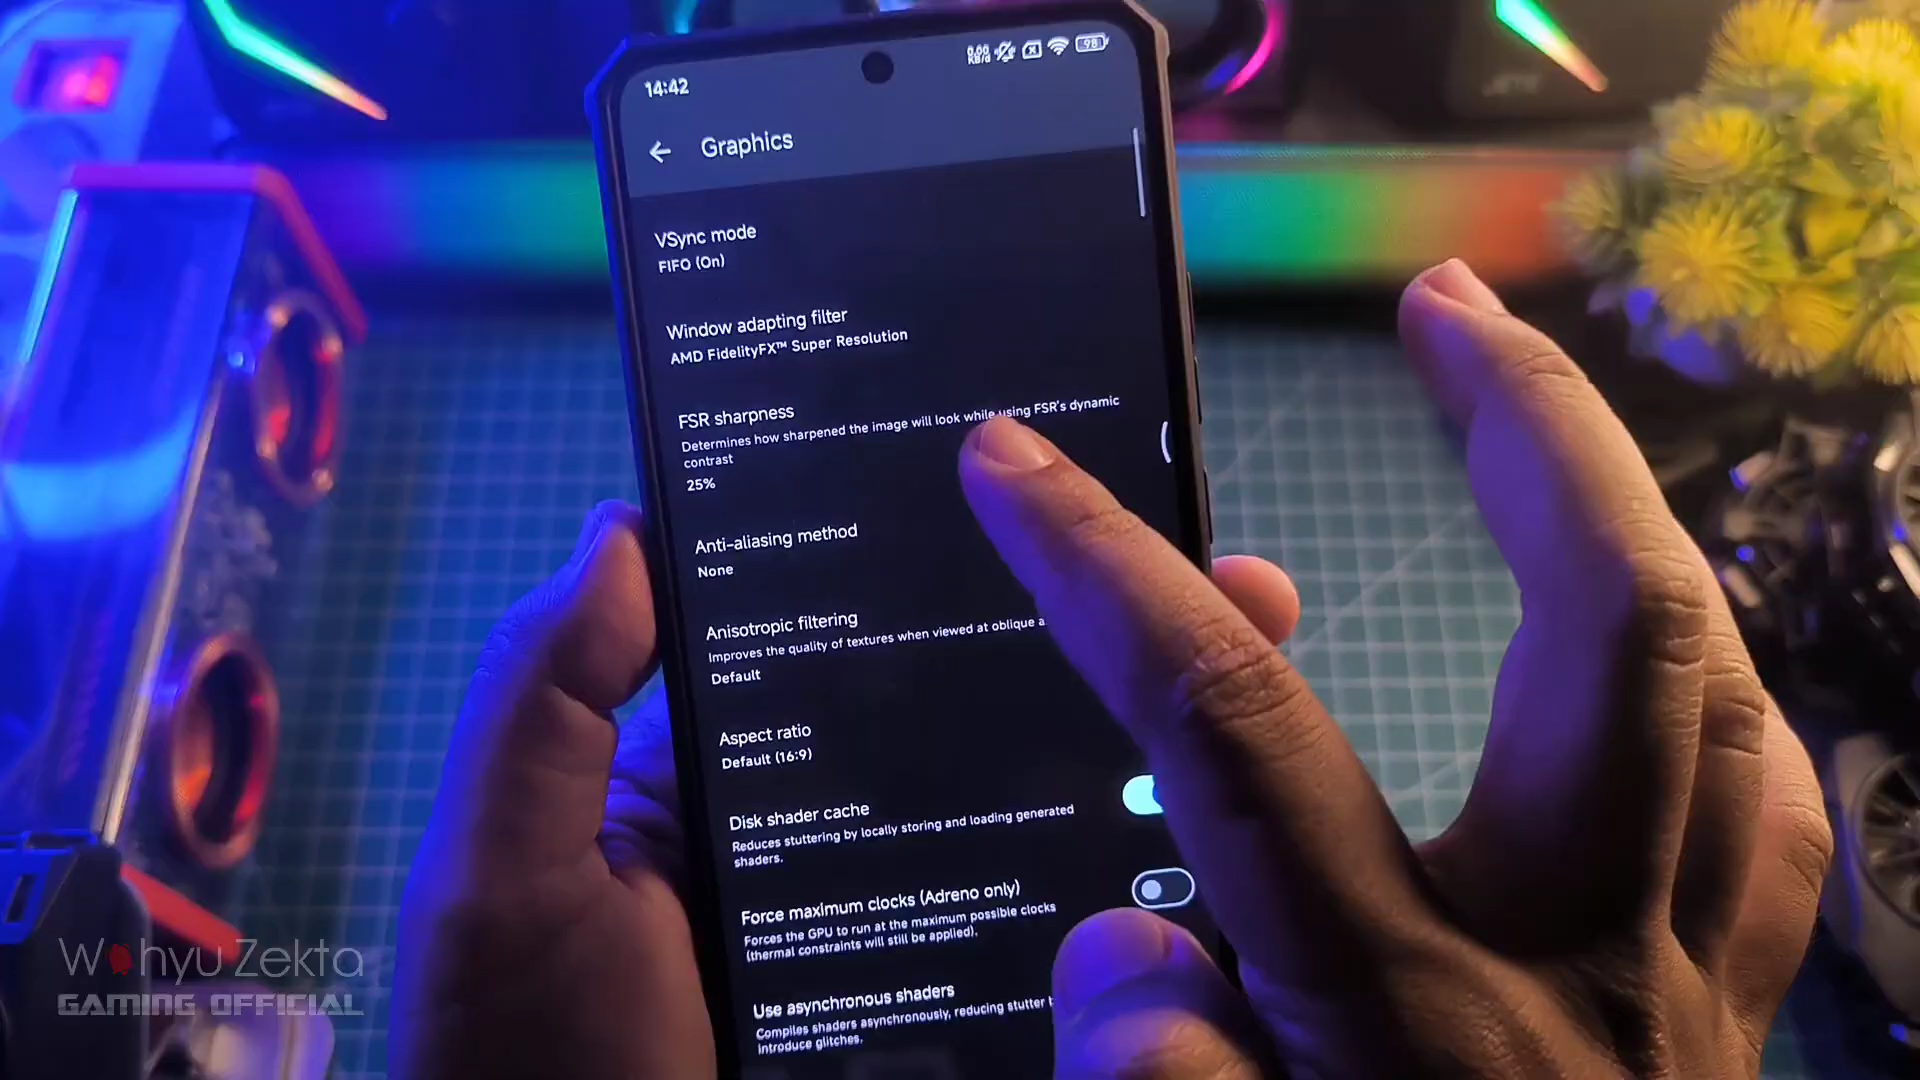 14:42
0.00
KB/s
98
Graphics
VSync mode
FIFO (On)
Window adapting filter
AMD FidelityFX™ Super Resolution
FSR sharpness
Determines how sharpened the image will look while using FSR's dynamic
contrast
25%
Anti-aliasing method
None
Anisotropic filtering
Improves the quality of textures when viewed at oblique
Default
Aspect ratio
Default (16:9)
Disk shader cache
Reduces stuttering by locally storing and loading generated
shaders.
Force maximum clocks (Adreno only)
Forces the GPU to run at the maximum possible clocks
(thermal constraints will still be applied).
Use asynchronous shaders
Compiles shaders asynchronously, reducing stutter
introduce glitches.
Wahyu Zekta
GAMING OFFICIAL